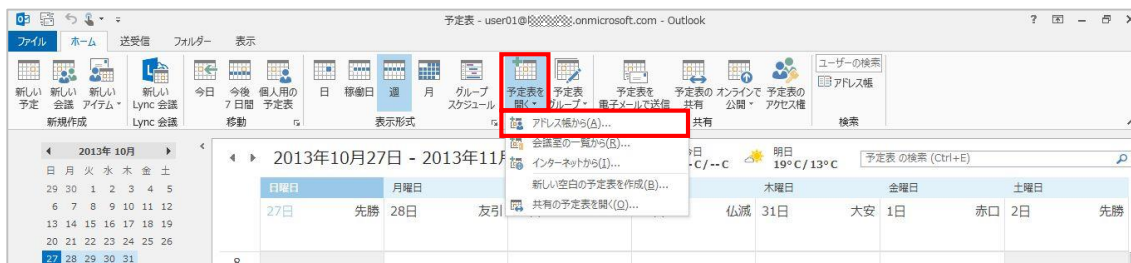 予定表 - user01@ .onmicrosoft.com - Outlook
ファイル ホーム 送受信 フォルダー 表示
新しい 予定
新しい 会議
新しい アイテム
新しい Lync 会議
今日
今後 7 日間
個人用の 予定表
日
稼働日
週
月
グループ スケジュール
予定表を 開く
予定表 グループ
予定表を 電子メールで送信
予定表の 共有
オンラインで 公開
予定表の アクセス権
ユーザーの検索
アドレス帳
新規作成 Lync 会議 移動 表示形式 共有 検索
アドレス帳から(A)...
会議室の一覧から(R)...
インターネットから(I)...
新しい空白の予定表を作成(B)...
共有の予定表を開く(O)...
2013年 10月
日 月 火 水 木 金 土
29 30 1 2 3 4 5
6 7 8 9 10 11 12
13 14 15 16 17 18 19
20 21 22 23 24 25 26
27 28 29 30 31
2013年10月27日 - 2013年11月
C/--C
明日
19°C/13°C
予定表 の検索 (Ctrl+E)
日曜日 月曜日 木曜日 金曜日 土曜日
27日 先勝 28日 友引 仏滅 31日 大安 1日 赤口 2日 先勝